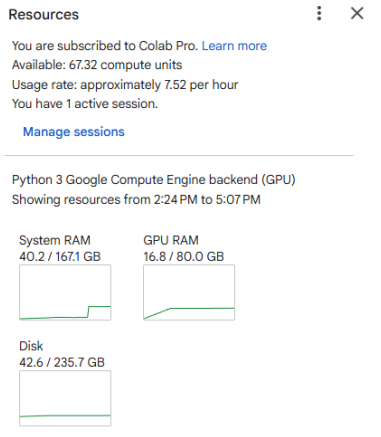 Resources
You are subscribed to Colab Pro. Learn more
Available: 67.32 compute units
Usage rate: approximately 7.52 per hour
You have 1 active session.
Manage sessions
Python 3 Google Compute Engine backend (GPU)
Showing resources from 2:24 PM to 5:07 PM
System RAM
40.2 / 167.1 GB
GPU RAM
16.8 / 80.0 GB
Disk
42.6 / 235.7 GB